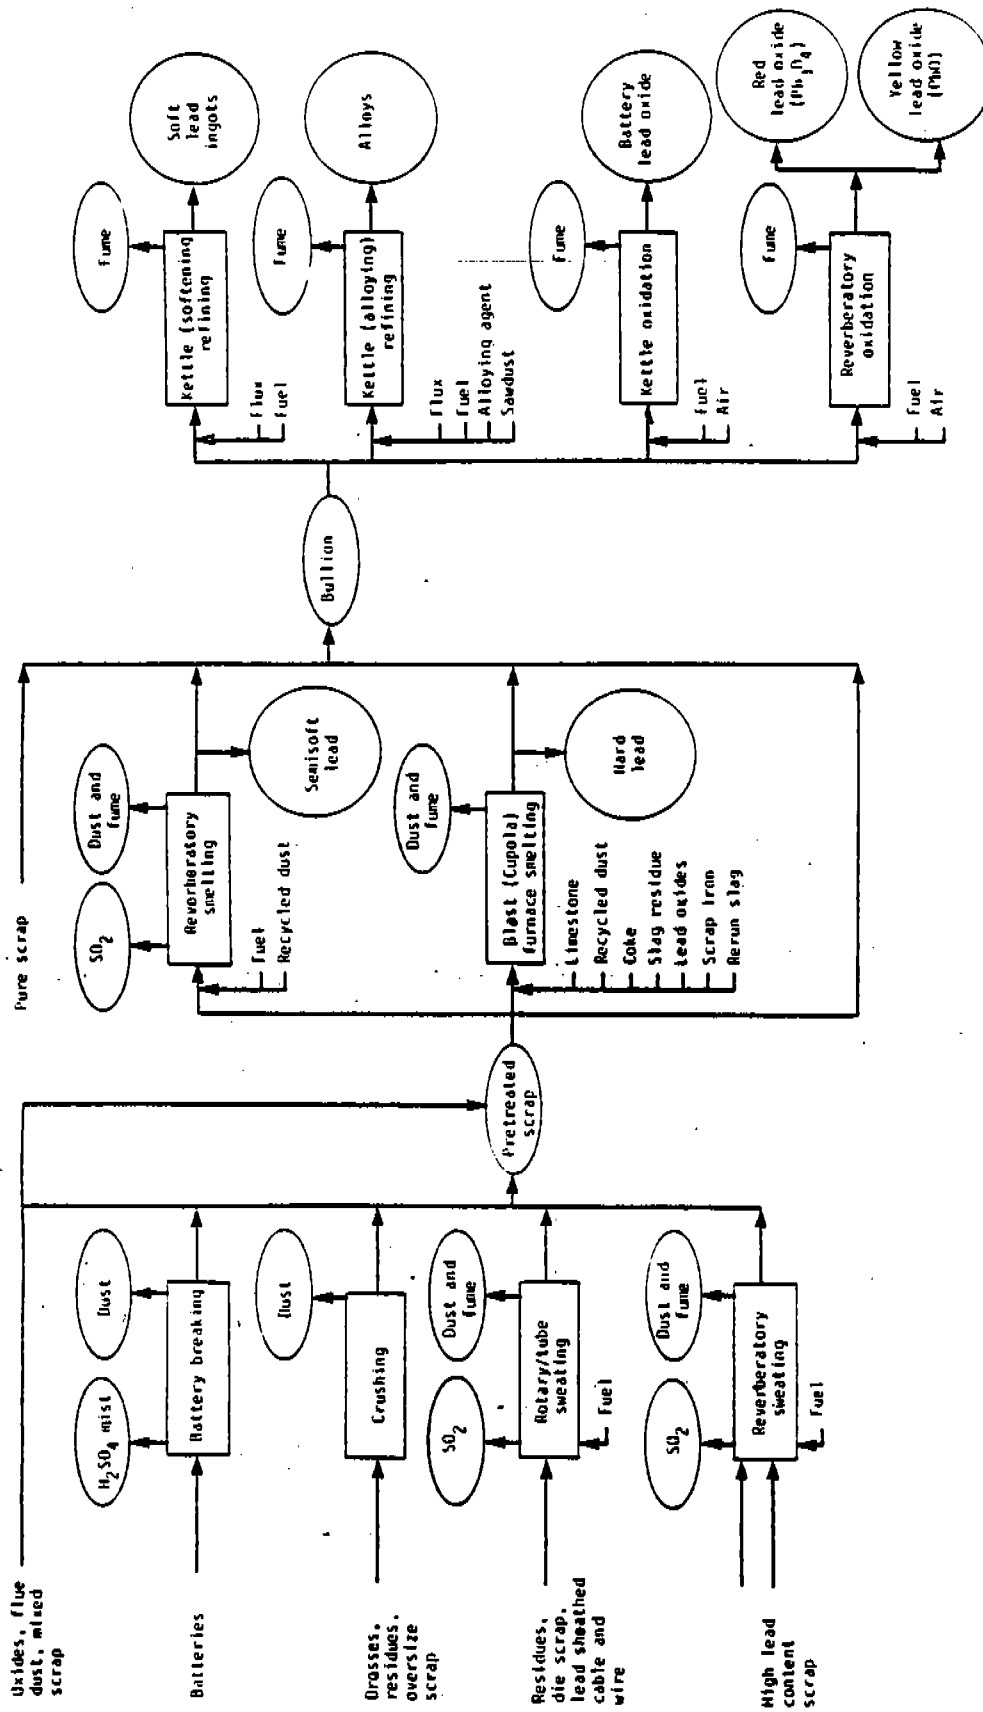 Oxides, flue
dust, mixed
scrap
Batteries
Drosses,
residues,
oversize
scrap
Residues,
die scrap,
lead sheathed
cable and
wire
High lead
content
scrap
H2SO4 mist
Dust
Battery breaking
Dust
Crushing
SO2
Dust and
fume
Rotary/tube
sweating
Fuel
SO2
Dust and
fume
Reverberatory
sweating
Fuel
Pretreated
scrap
Pure scrap
SO2
Dust and
fume
Reverberatory
smelting
Fuel
Recycled dust
Semisoft
lead
Dust and
fume
Blast (Cupola)
furnace smelting
Limestone
Recycled dust
Coke
Slag residue
Lead oxides
Scrap iron
Rerun slag
Hard
lead
Bullion
Fume
Kettle (softening
refining
Flux
Fuel
Soft
lead
ingots
Fume
Kettle (alloying)
refining
Flux
Fuel
Alloying agent
Sawdust
Alloys
Fume
Kettle oxidation
Fuel
Air
Battery
lead oxide
Fume
Reverberatory
oxidation
Fuel
Air
Red
lead oxide
(Pb3O4)
Yellow
lead oxide
(PbO)